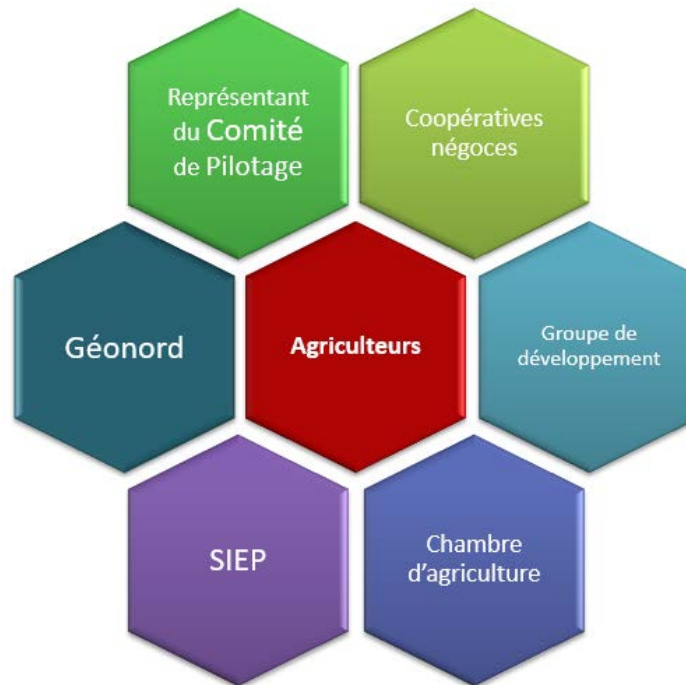 Représentant
du Comité
de Pilotage
Coopératives
négoces
Géonord
Agriculteurs
Groupe de
développement
SIEP
Chambre
d'agriculture